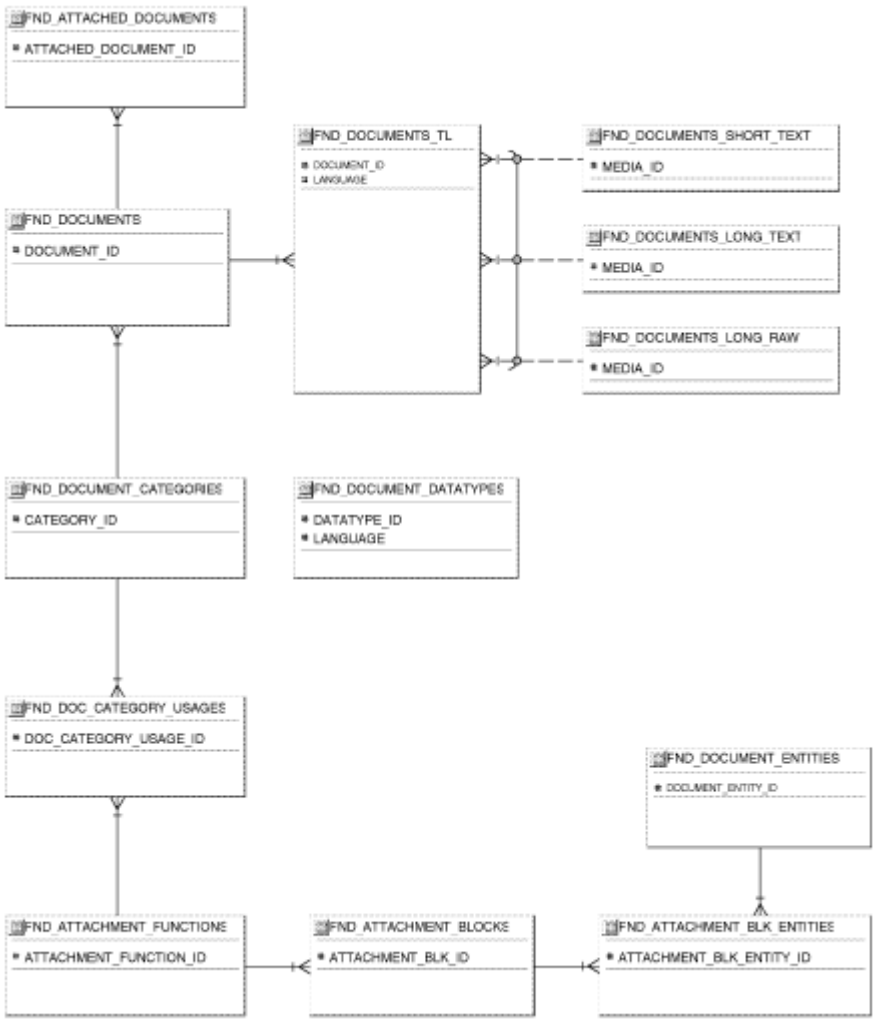 FND_ATTACHED_DOCUMENTS
* ATTACHED_DOCUMENT_ID
FND_DOCUMENTS_TL
* DOCUMENT_ID
* LANGUAGE
FND_DOCUMENTS_SHORT_TEXT
* MEDIA_ID
FND_DOCUMENTS
* DOCUMENT_ID
FND_DOCUMENTS_LONG_TEXT
* MEDIA_ID
FND_DOCUMENTS_LONG_RAW
* MEDIA_ID
FND_DOCUMENT_CATEGORIES
* CATEGORY_ID
FND_DOCUMENT_DATATYPES
* DATATYPE_ID
* LANGUAGE
FND_DOC_CATEGORY_USAGES
* DOC_CATEGORY_USAGE_ID
FND_DOCUMENT_ENTITIES
* DOCUMENT_ENTITY_ID
FND_ATTACHMENT_FUNCTIONS
* ATTACHMENT_FUNCTION_ID
FND_ATTACHMENT_BLOCKS
* ATTACHMENT_BLK_ID
FND_ATTACHMENT_BLK_ENTITIES
* ATTACHMENT_BLK_ENTITY_ID